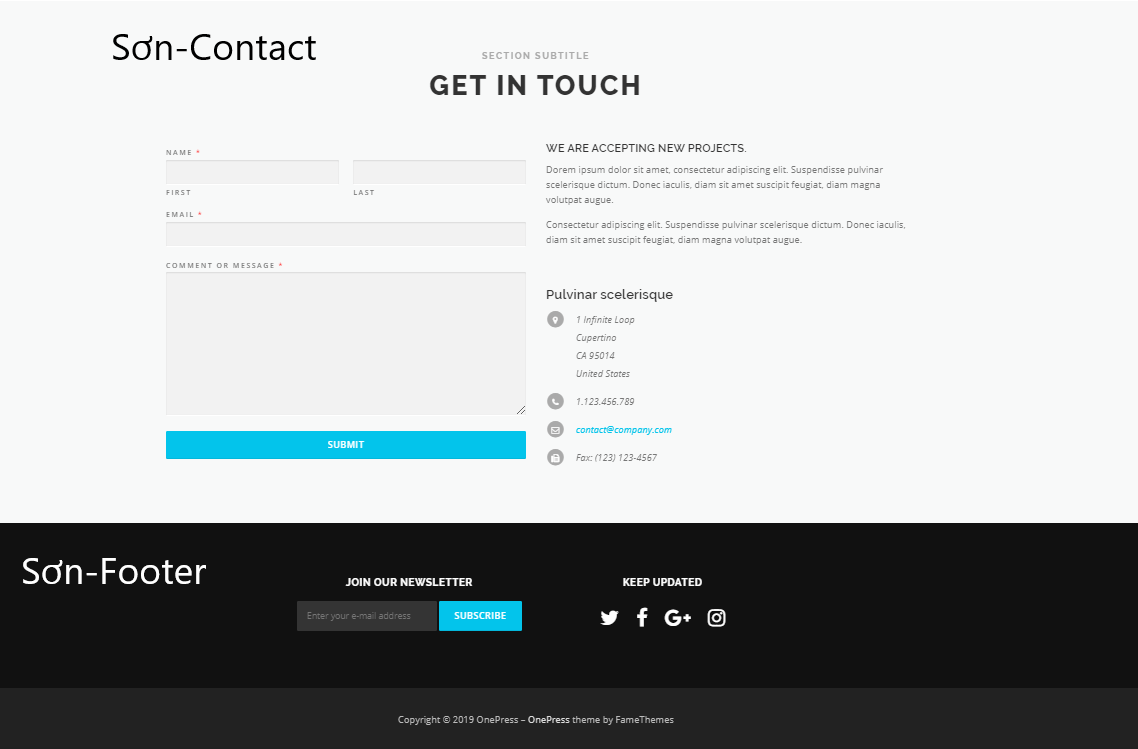 Sơn-Contact
SECTION SUBTITLE
GET IN TOUCH
NAME *
FIRST
LAST
EMAIL *
COMMENT OR MESSAGE *
SUBMIT
WE ARE ACCEPTING NEW PROJECTS.
Dorem ipsum dolor sit amet, consectetur adipiscing elit. Suspendisse pulvinar
scelerisque dictum. Donec iaculis, diam sit amet suscipit feugiat, diam magna
volutpat augue.
Consectetur adipiscing elit. Suspendisse pulvinar scelerisque dictum. Donec iaculis,
diam sit amet suscipit feugiat, diam magna volutpat augue.
Pulvinar scelerisque
1 Infinite Loop
Cupertino
CA 95014
United States
1.123.456.789
contact@company.com
Fax: (123) 123-4567
Sơn-Footer
JOIN OUR NEWSLETTER
Enter your e-mail address
SUBSCRIBE
KEEP UPDATED
Copyright © 2019 OnePress – OnePress theme by FameThemes